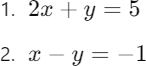 1. 2x + y = 5
2. x − y = −1